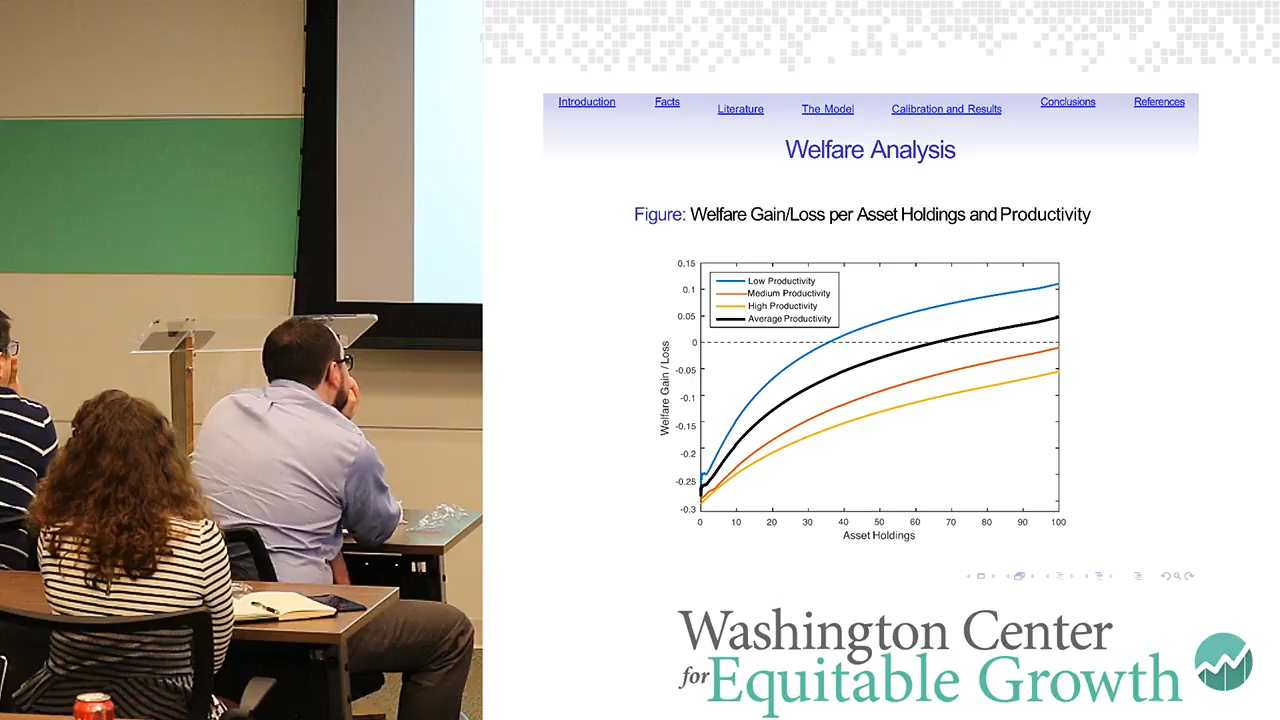 Introduction Facts Literature The Model Calibration and Results Conclusions References
Welfare Analysis
Figure: Welfare Gain/Loss per Asset Holdings and Productivity
0.15
0.1
0.05
0
-0.05
-0.1
-0.15
-0.2
-0.25
-0.3
Welfare Gain / Loss
Low Productivity
Medium Productivity
High Productivity
Average Productivity
0 10 20 30 40 50 60 70 80 90 100
Asset Holdings
Washington Center
for Equitable Growth